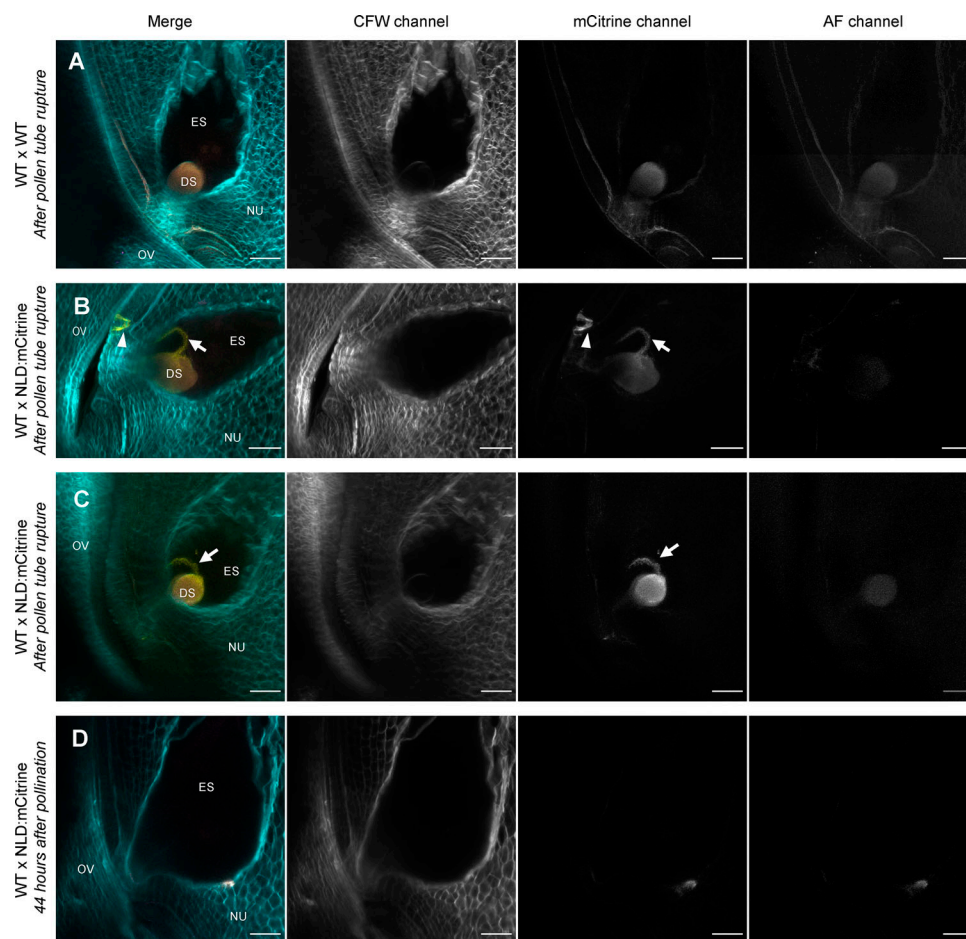 Merge CFW channel mCitrine channel AF channel
WT x WT
After pollen tube rupture
A
ES
DS
NU
OV
WT x NLD:mCitrine
After pollen tube rupture
B
OV
ES
DS
NU
WT x NLD:mCitrine
After pollen tube rupture
C
OV
ES
DS
NU
WT x NLD:mCitrine
44 hours after pollination
D
ES
OV
NU